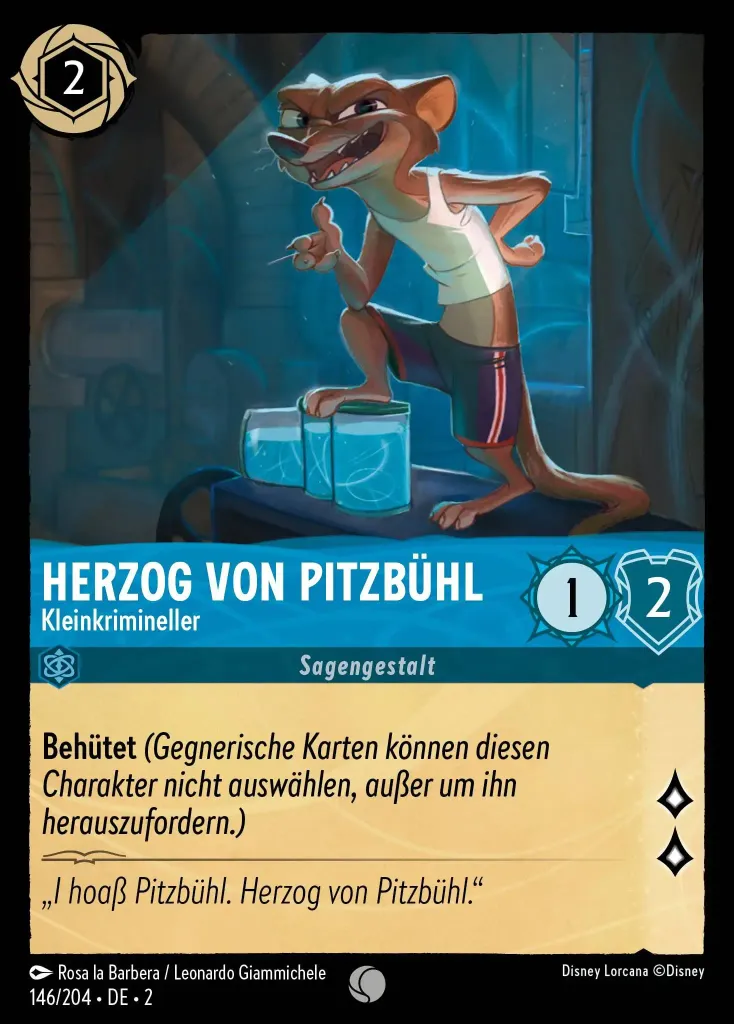 2
HERZOG VON PITZBÜHL
Kleinkrimineller
1
2
Sagengestalt
Behütet (Gegnerische Karten können diesen
Charakter nicht auswählen, außer um ihn
herauszufordern.)
„I hoaß Pitzbühl. Herzog von Pitzbühl.“
Rosa la Barbera / Leonardo Giammichele
Disney Lorcana ©Disney
146/204 • DE • 2